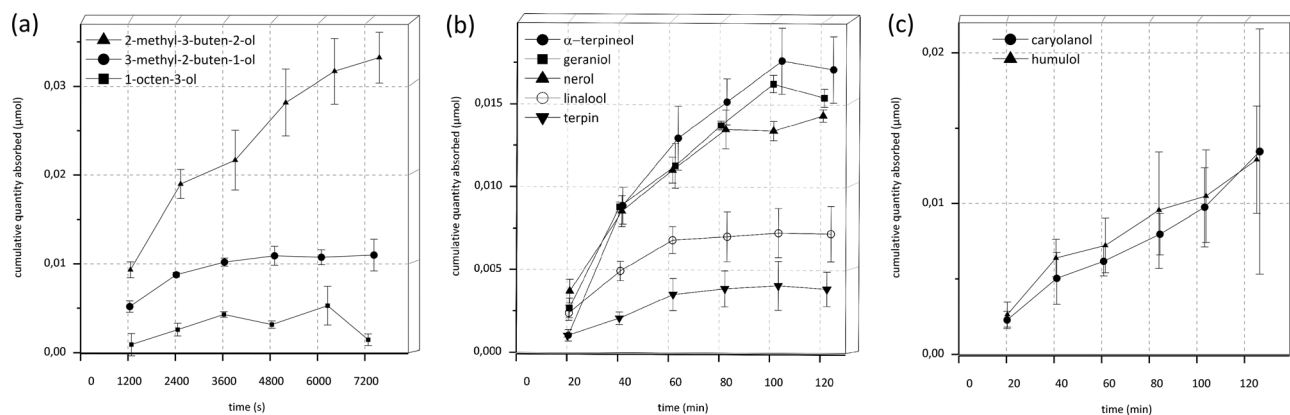 (a)
2-methyl-3-buten-2-ol
3-methyl-2-buten-1-ol
1-octen-3-ol
cumulative quantity absorbed (µmol)
0,03
0,02
0,01
0,00
0 1200 2400 3600 4800 6000 7200
time (s)
(b)
α-terpineol
geraniol
nerol
linalool
terpin
cumulative quantity absorbed (µmol)
0,015
0,010
0,005
0,000
0 20 40 60 80 100 120
time (min)
(c)
caryolanol
humulol
cumulative quantity absorbed (µmol)
0,02
0,01
0,00
0 20 40 60 80 100 120
time (min)